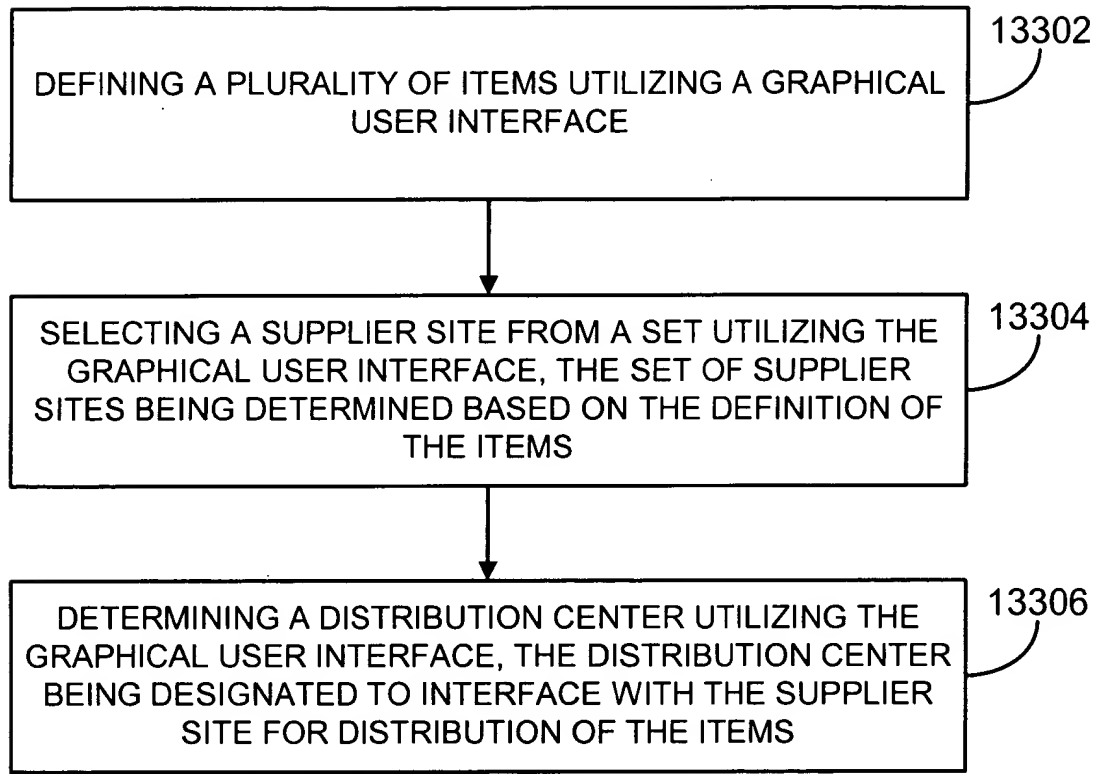 13302
DEFINING A PLURALITY OF ITEMS UTILIZING A GRAPHICAL
USER INTERFACE
13304
SELECTING A SUPPLIER SITE FROM A SET UTILIZING THE
GRAPHICAL USER INTERFACE, THE SET OF SUPPLIER
SITES BEING DETERMINED BASED ON THE DEFINITION OF
THE ITEMS
13306
DETERMINING A DISTRIBUTION CENTER UTILIZING THE
GRAPHICAL USER INTERFACE, THE DISTRIBUTION CENTER
BEING DESIGNATED TO INTERFACE WITH THE SUPPLIER
SITE FOR DISTRIBUTION OF THE ITEMS